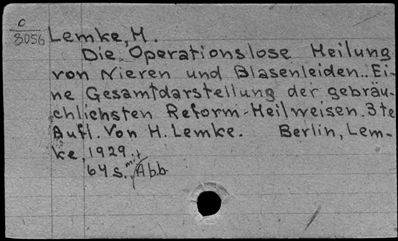 o
8056
Lemke, H.
Die Operationslose Heilung
von Nieren und Blasenleiden. Ei-
ne Gesamtdarstellung der gebräu-
chlichsten Reform-Heilweisen. 3te
Aufl. Von H. Lemke. Berlin, Lem-
ke, 1929.
64 s. mit Abb.